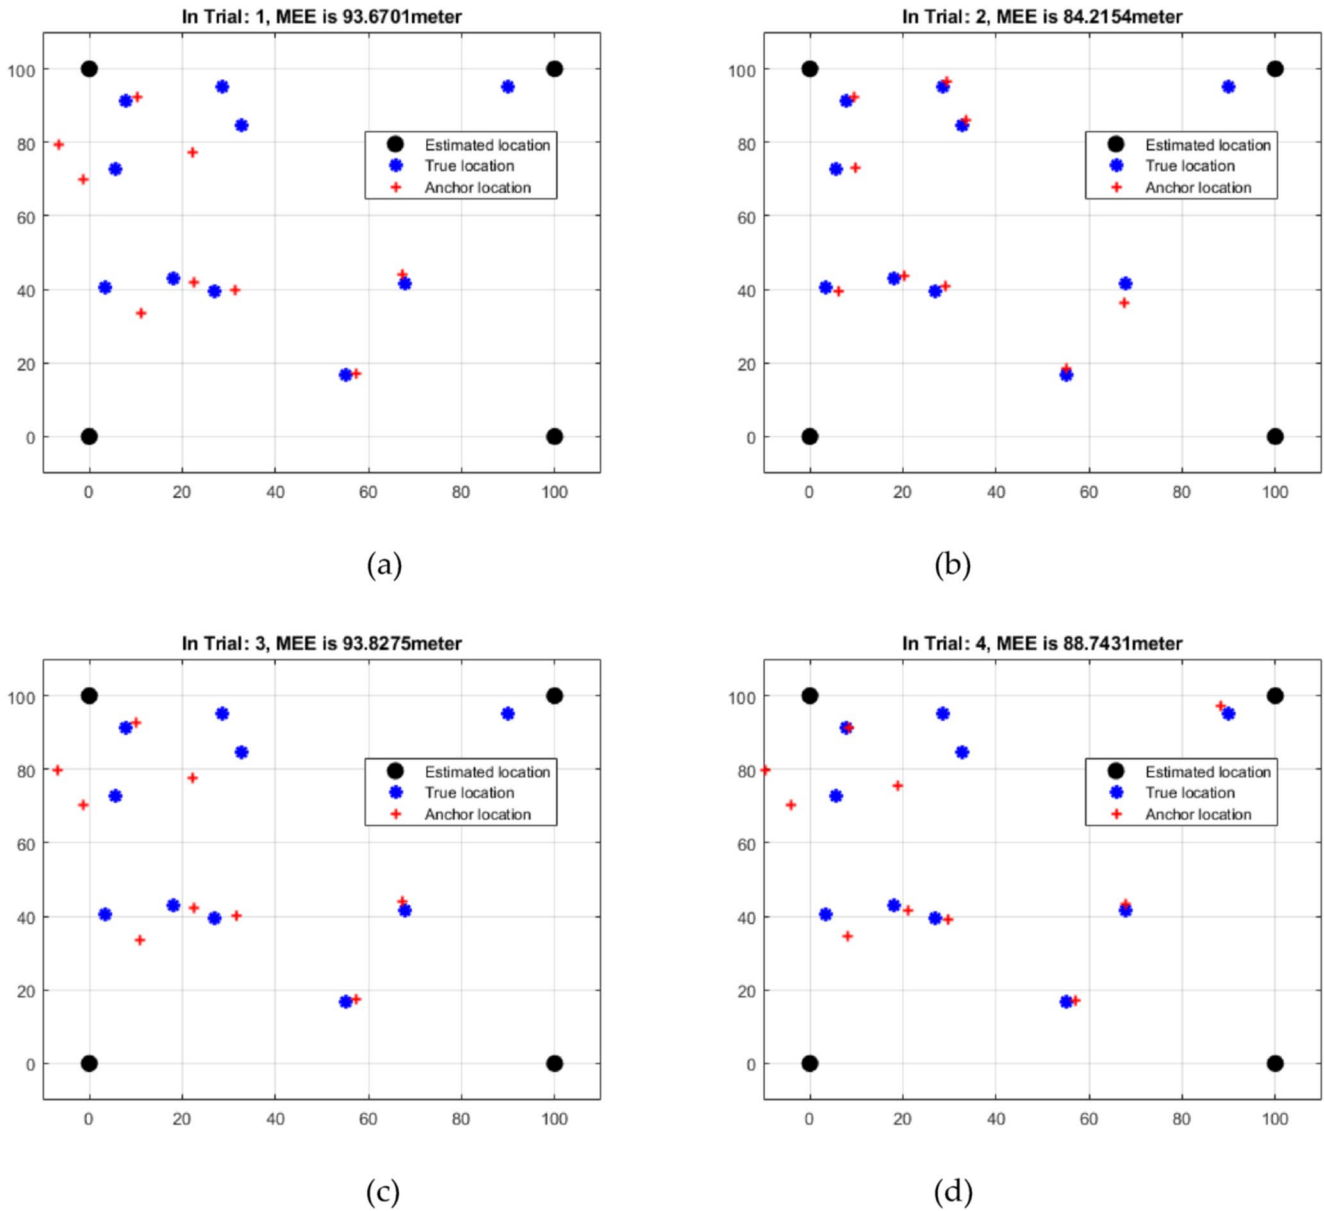 In Trial: 1, MEE is 93.6701meter
100
80
60
40
20
0
0 20 40 60 80 100
Estimated location
True location
Anchor location
(a)
In Trial: 2, MEE is 84.2154meter
100
80
60
40
20
0
0 20 40 60 80 100
Estimated location
True location
Anchor location
(b)
In Trial: 3, MEE is 93.8275meter
100
80
60
40
20
0
0 20 40 60 80 100
Estimated location
True location
Anchor location
(c)
In Trial: 4, MEE is 88.7431meter
100
80
60
40
20
0
0 20 40 60 80 100
Estimated location
True location
Anchor location
(d)